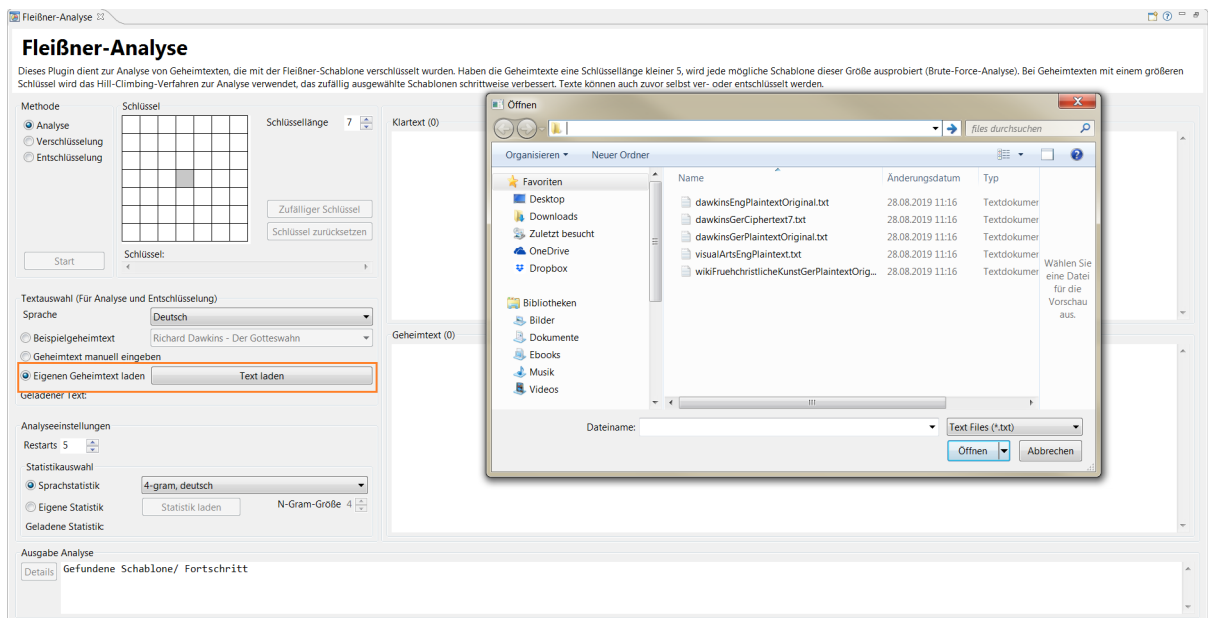 Fleißner-Analyse
Fleißner-Analyse
Dieses Plugin dient zur Analyse von Geheimtexten, die mit der Fleißner-Schablone verschlüsselt wurden. Haben die Geheimtexte eine Schlüssellänge kleiner 5, wird jede mögliche Schablone dieser Größe ausprobiert (Brute-Force-Analyse). Bei Geheimtexten mit einem größeren
Schlüssel wird das Hill-Climbing-Verfahren zur Analyse verwendet, das zufällig ausgewählte Schablonen schrittweise verbessert. Texte können auch zuvor selbst ver- oder entschlüsselt werden.
Methode
Analyse
Verschlüsselung
Entschlüsselung
Start
Schlüssel
Schlüssellänge 7
Zufälliger Schlüssel
Schlüssel zurücksetzen
Schlüssel:
Textauswahl (Für Analyse und Entschlüsselung)
Sprache Deutsch
Beispielgeheimtext Richard Dawkins - Der Gotteswahn
Geheimtext manuell eingeben
Eigenen Geheimtext laden Text laden
Geladener Text:
Analyseeinstellungen
Restarts 5
Statistikauswahl
Sprachstatistik 4-gram, deutsch
Eigene Statistik Statistik laden N-Gram-Größe 4
Geladene Statistik:
Klartext (0)
Geheimtext (0)
Öffnen
files durchsuchen
Organisieren Neuer Ordner
Favoriten
Desktop
Downloads
Zuletzt besucht
OneDrive
Dropbox
Bibliotheken
Bilder
Dokumente
Ebooks
Musik
Videos
Name Änderungsdatum Typ
dawkinsEngPlaintextOriginal.txt 28.08.2019 11:16 Textdokumer
dawkinsGerCiphertext7.txt 28.08.2019 11:16 Textdokumer
dawkinsGerPlaintextOriginal.txt 28.08.2019 11:16 Textdokumer
visualArtsEngPlaintext.txt 28.08.2019 11:16 Textdokumer
wikiFruehchristlicheKunstGerPlaintextOrig... 28.08.2019 11:16 Textdokumer
Wählen Sie
eine Datei
für die
Vorschau
aus.
Dateiname: Text Files (*.txt)
Öffnen Abbrechen
Ausgabe Analyse
Details Gefundene Schablone/ Fortschritt